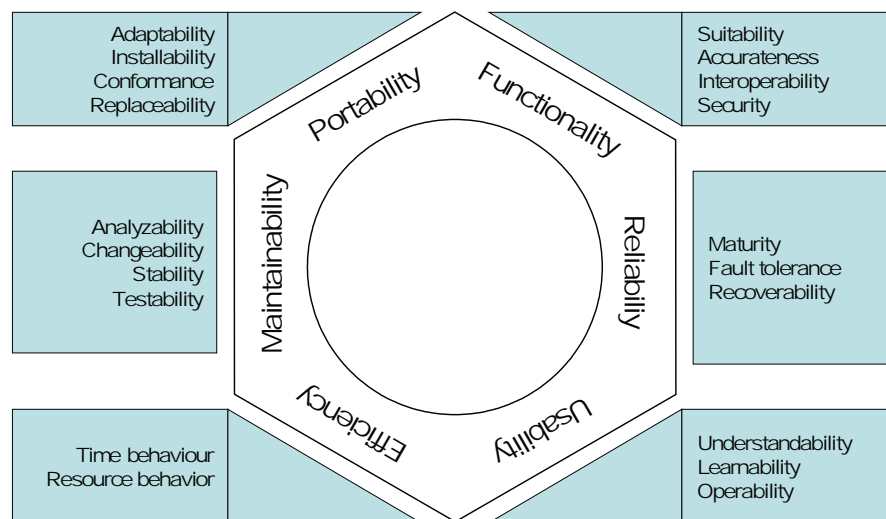 Adaptability
Installability
Conformance
Replaceability
Portability
Functionality
Suitability
Accurateness
Interoperability
Security
Analyzability
Changeability
Stability
Testability
Maintainability
Reliabiliy
Maturity
Fault tolerance
Recoverability
Time behaviour
Resource behavior
Efficiency
Usability
Understandability
Learnability
Operability